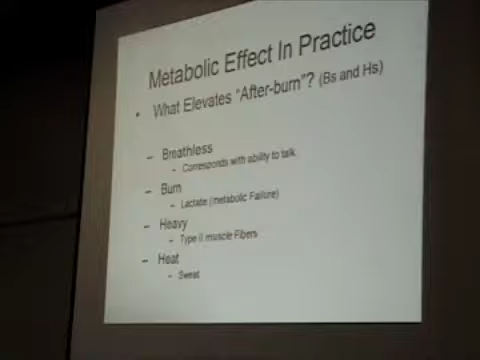 Metabolic Effect In Practice
• What Elevates "After-burn"? (Bs and Hs)
– Breathless
– Corresponds with ability to talk.
– Burn
– Lactate (metabolic Failure)
– Heavy
– Type II muscle Fibers
– Heat
– Sweat